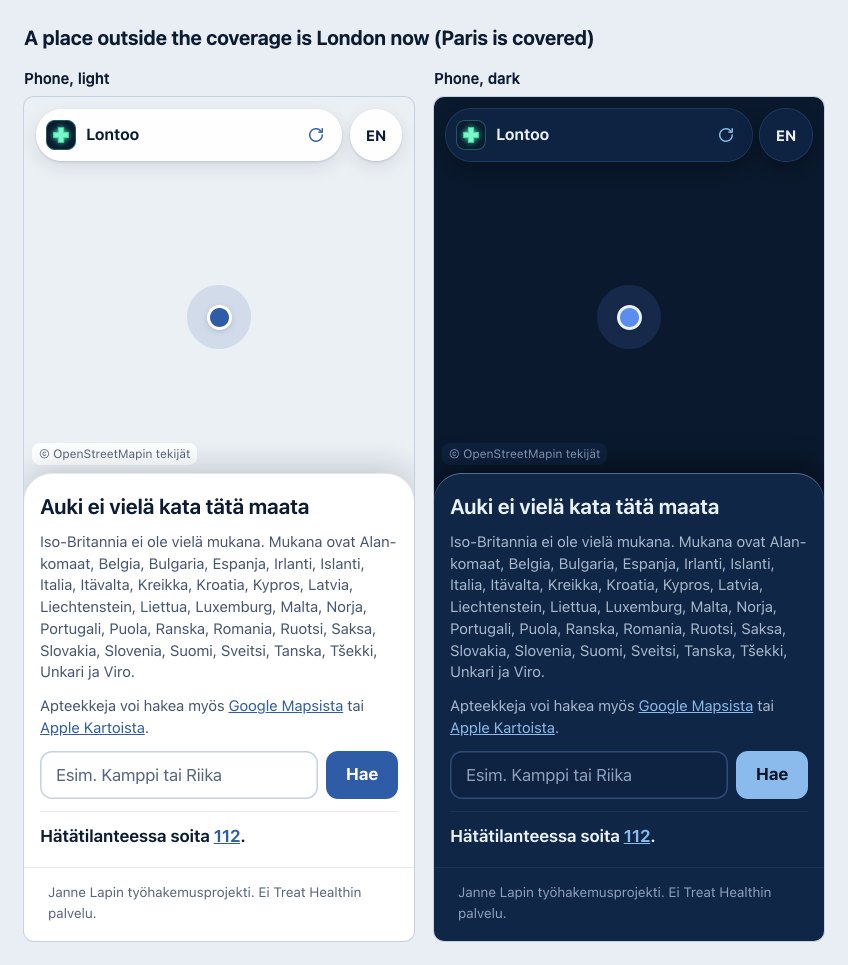 A place outside the coverage is London now (Paris is covered)
Phone, light
Lontoo
EN
© OpenStreetMapin tekijät
Auki ei vielä kata tätä maata
Iso-Britannia ei ole vielä mukana. Mukana ovat Alan-
komaat, Belgia, Bulgaria, Espanja, Irlanti, Islanti,
Italia, Itävalta, Kreikka, Kroatia, Kypros, Latvia,
Liechtenstein, Liettua, Luxemburg, Malta, Norja,
Portugali, Puola, Ranska, Romania, Ruotsi, Saksa,
Slovakia, Slovenia, Suomi, Sveitsi, Tanska, Tšekki,
Unkari ja Viro.
Apteekkeja voi hakea myös Google Mapsista tai
Apple Kartoista.
Esim. Kamppi tai Riika
Hae
Hätätilanteessa soita 112.
Janne Lapin työhakemusprojekti. Ei Treat Healthin
palvelu.
Phone, dark
Lontoo
EN
© OpenStreetMapin tekijät
Auki ei vielä kata tätä maata
Iso-Britannia ei ole vielä mukana. Mukana ovat Alan-
komaat, Belgia, Bulgaria, Espanja, Irlanti, Islanti,
Italia, Itävalta, Kreikka, Kroatia, Kypros, Latvia,
Liechtenstein, Liettua, Luxemburg, Malta, Norja,
Portugali, Puola, Ranska, Romania, Ruotsi, Saksa,
Slovakia, Slovenia, Suomi, Sveitsi, Tanska, Tšekki,
Unkari ja Viro.
Apteekkeja voi hakea myös Google Mapsista tai
Apple Kartoista.
Esim. Kamppi tai Riika
Hae
Hätätilanteessa soita 112.
Janne Lapin työhakemusprojekti. Ei Treat Healthin
palvelu.